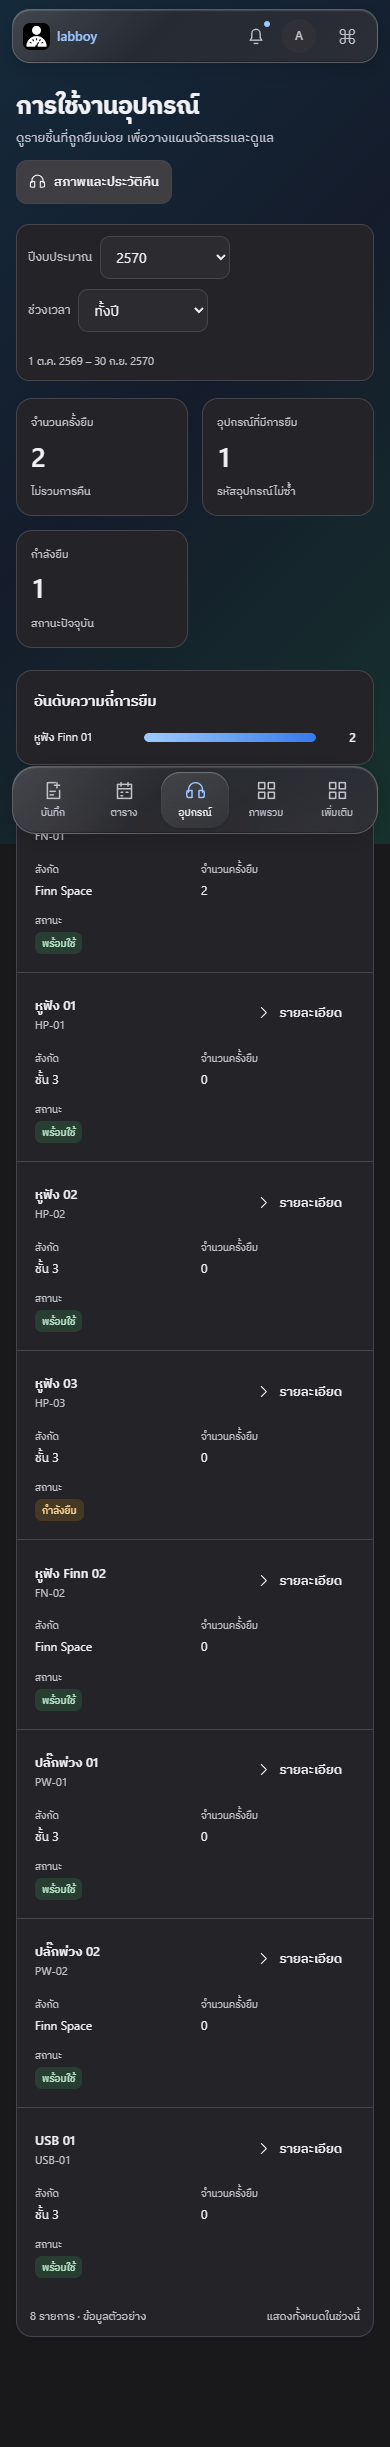 labboy
A
การใช้งานอุปกรณ์
ดูรายชิ้นที่ถูกยืมบ่อย เพื่อวางแผนจัดสรรและดูแล
สภาพและประวัติคืน
ปีงบประมาณ 2570
ช่วงเวลา ทั้งปี
1 ต.ค. 2569 – 30 ก.ย. 2570
จำนวนครั้งยืม
2
ไม่รวมการคืน
อุปกรณ์ที่มีการยืม
1
รหัสอุปกรณ์ไม่ซ้ำ
กำลังยืม
1
สถานะปัจจุบัน
อันดับความถี่การยืม
หูฟัง Finn 01 2
บันทึก ตาราง อุปกรณ์ ภาพรวม เพิ่มเติม
FN-01
สังกัด จำนวนครั้งยืม
Finn Space 2
สถานะ
พร้อมใช้
หูฟัง 01 รายละเอียด
HP-01
สังกัด จำนวนครั้งยืม
ชั้น 3 0
สถานะ
พร้อมใช้
หูฟัง 02 รายละเอียด
HP-02
สังกัด จำนวนครั้งยืม
ชั้น 3 0
สถานะ
พร้อมใช้
หูฟัง 03 รายละเอียด
HP-03
สังกัด จำนวนครั้งยืม
ชั้น 3 0
สถานะ
กำลังยืม
หูฟัง Finn 02 รายละเอียด
FN-02
สังกัด จำนวนครั้งยืม
Finn Space 0
สถานะ
พร้อมใช้
ปลั๊กพ่วง 01 รายละเอียด
PW-01
สังกัด จำนวนครั้งยืม
ชั้น 3 0
สถานะ
พร้อมใช้
ปลั๊กพ่วง 02 รายละเอียด
PW-02
สังกัด จำนวนครั้งยืม
Finn Space 0
สถานะ
พร้อมใช้
USB 01 รายละเอียด
USB-01
สังกัด จำนวนครั้งยืม
ชั้น 3 0
สถานะ
พร้อมใช้
8 รายการ · ข้อมูลตัวอย่าง แสดงทั้งหมดในช่วงนี้